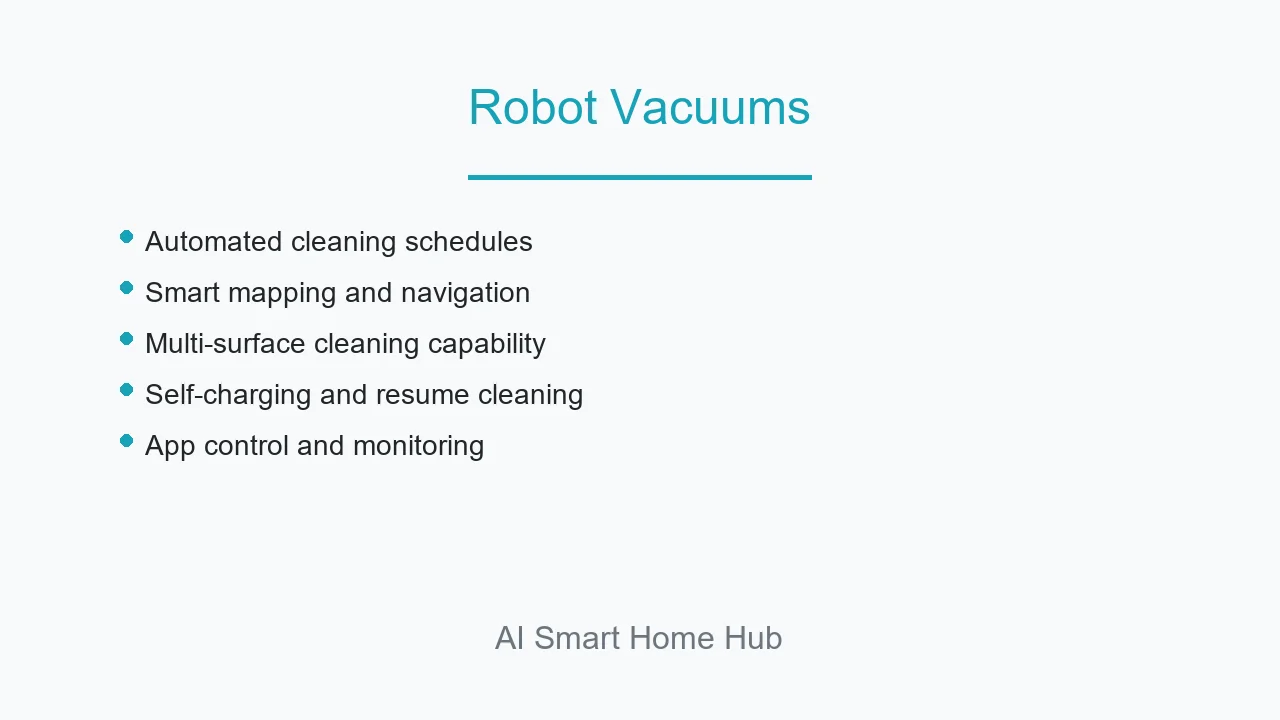 Robot Vacuums
Automated cleaning schedules
Smart mapping and navigation
Multi-surface cleaning capability
Self-charging and resume cleaning
App control and monitoring
AI Smart Home Hub